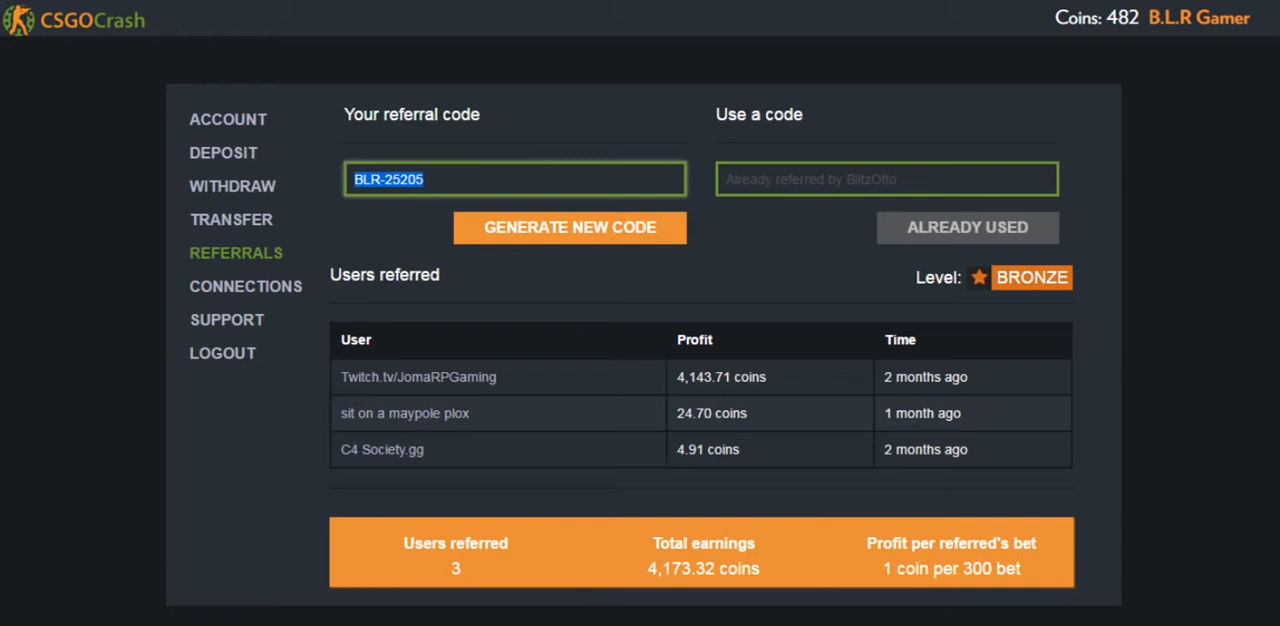 CSGOCrash
Coins: 482 B.L.R Gamer
ACCOUNT
DEPOSIT
WITHDRAW
TRANSFER
REFERRALS
CONNECTIONS
SUPPORT
LOGOUT
Your referral code
BLR-25205
GENERATE NEW CODE
Use a code
Already referred by BlitzOtto
ALREADY USED
Users referred
Level: BRONZE
User Profit Time
Twitch.tv/JomaRPGaming 4,143.71 coins 2 months ago
sit on a maypole plox 24.70 coins 1 month ago
C4 Society.gg 4.91 coins 2 months ago
Users referred Total earnings Profit per referred's bet
3 4,173.32 coins 1 coin per 300 bet